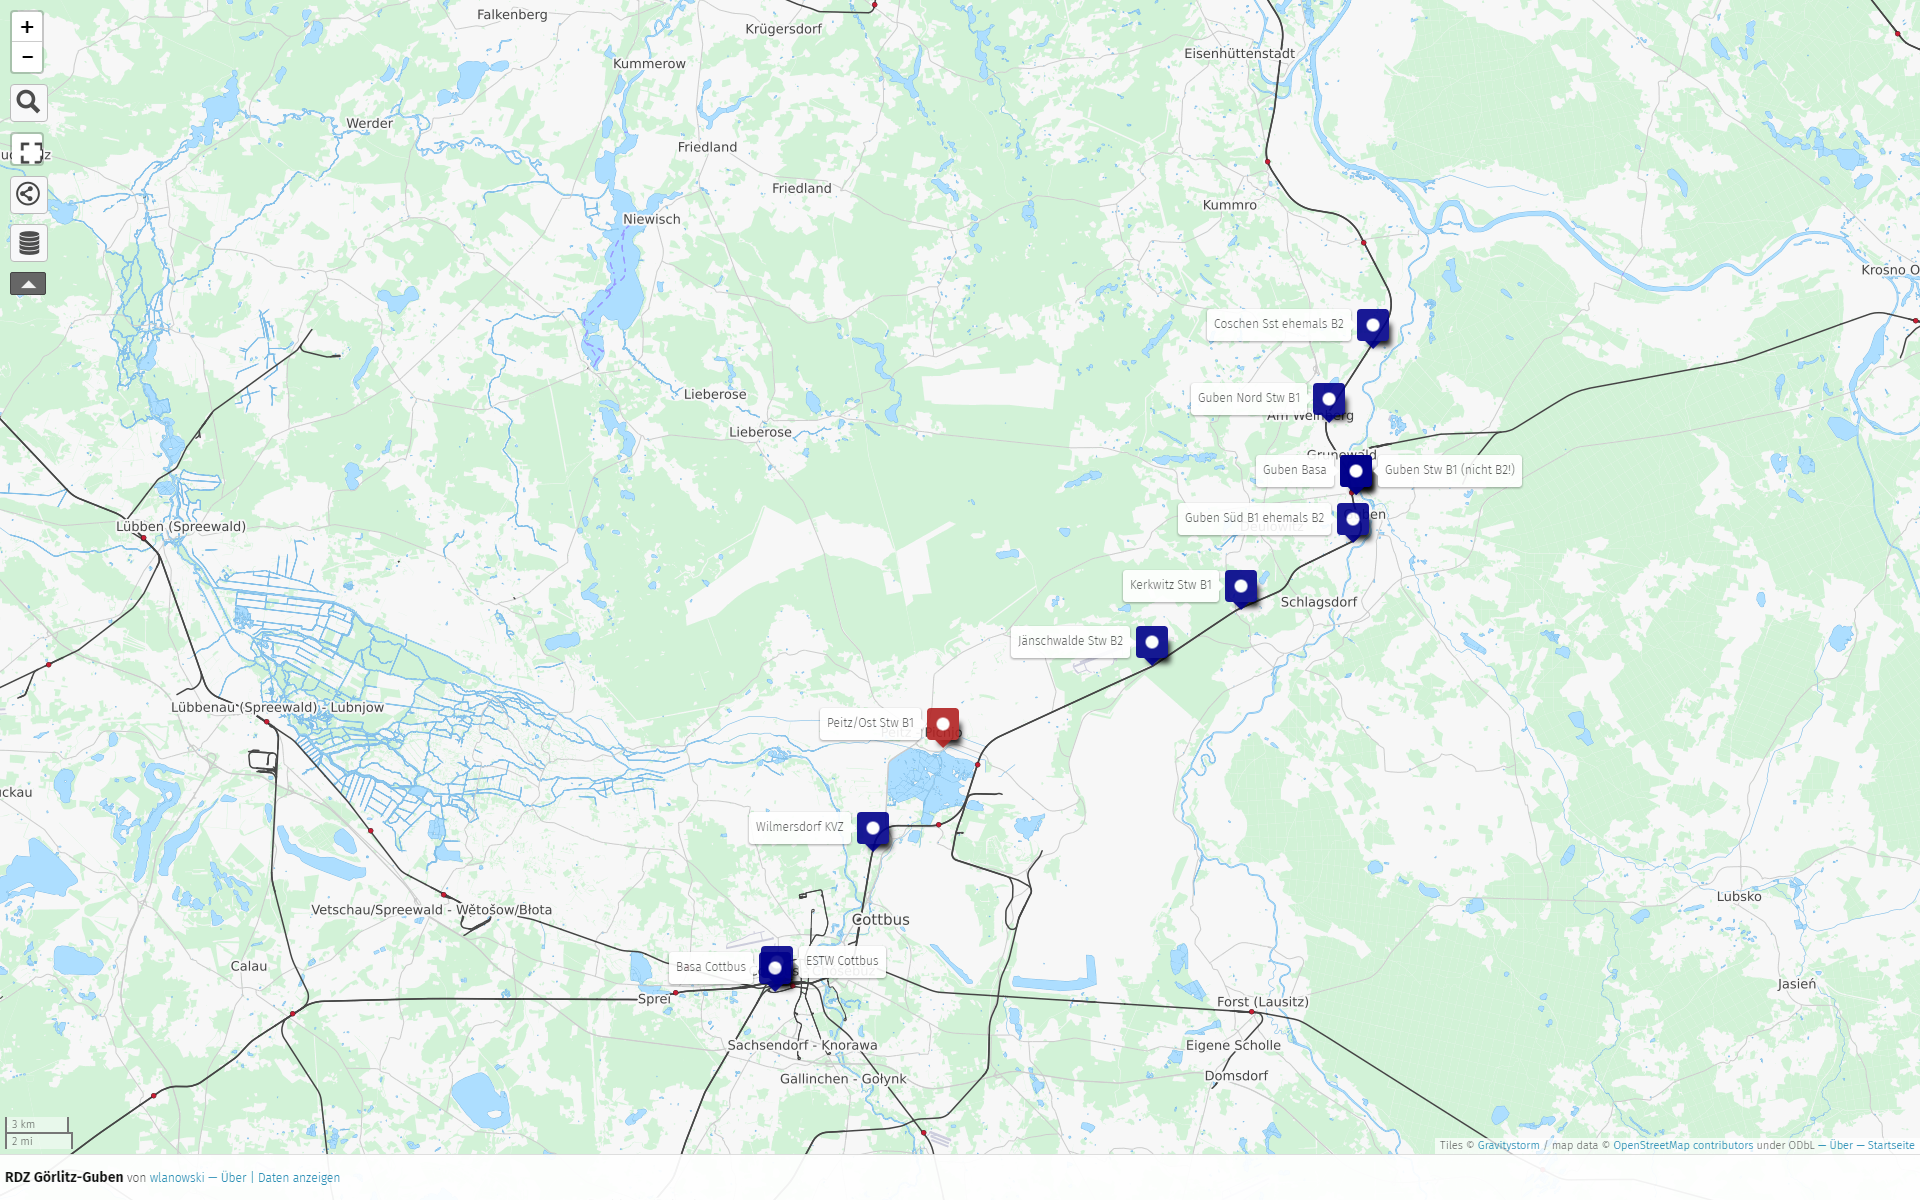 +
−
Falkenberg
Krügersdorf
Kummerow
Eisenhüttenstadt
Werder
Friedland
Friedland
Kummro
Niewisch
Krosno O
Coschen Sst ehemals B2
Lieberose
Guben Nord Stw B1
Lieberose
Guben Basa
Guben Stw B1 (nicht B2!)
Guben Süd B1 ehemals B2
Lübben (Spreewald)
Kerkwitz Stw B1
Schlagsdorf
Jänschwalde Stw B2
Lübbenau (Spreewald) - Lubnjow
Peitz/Ost Stw B1
Wilmersdorf KVZ
Lubsko
Vetschau/Spreewald - Wětošow/Błota
Cottbus
Calau
Basa Cottbus
ESTW Cottbus
Jasień
Sprei
Forst (Lausitz)
Sachsendorf - Knorawa
Eigene Scholle
Gallinchen - Gołynk
Domsdorf
3 km
2 mi
Tiles © Gravitystorm / map data © OpenStreetMap contributors under ODbL — Über — Startseite
RDZ Görlitz-Guben von wlanowski — Über | Daten anzeigen